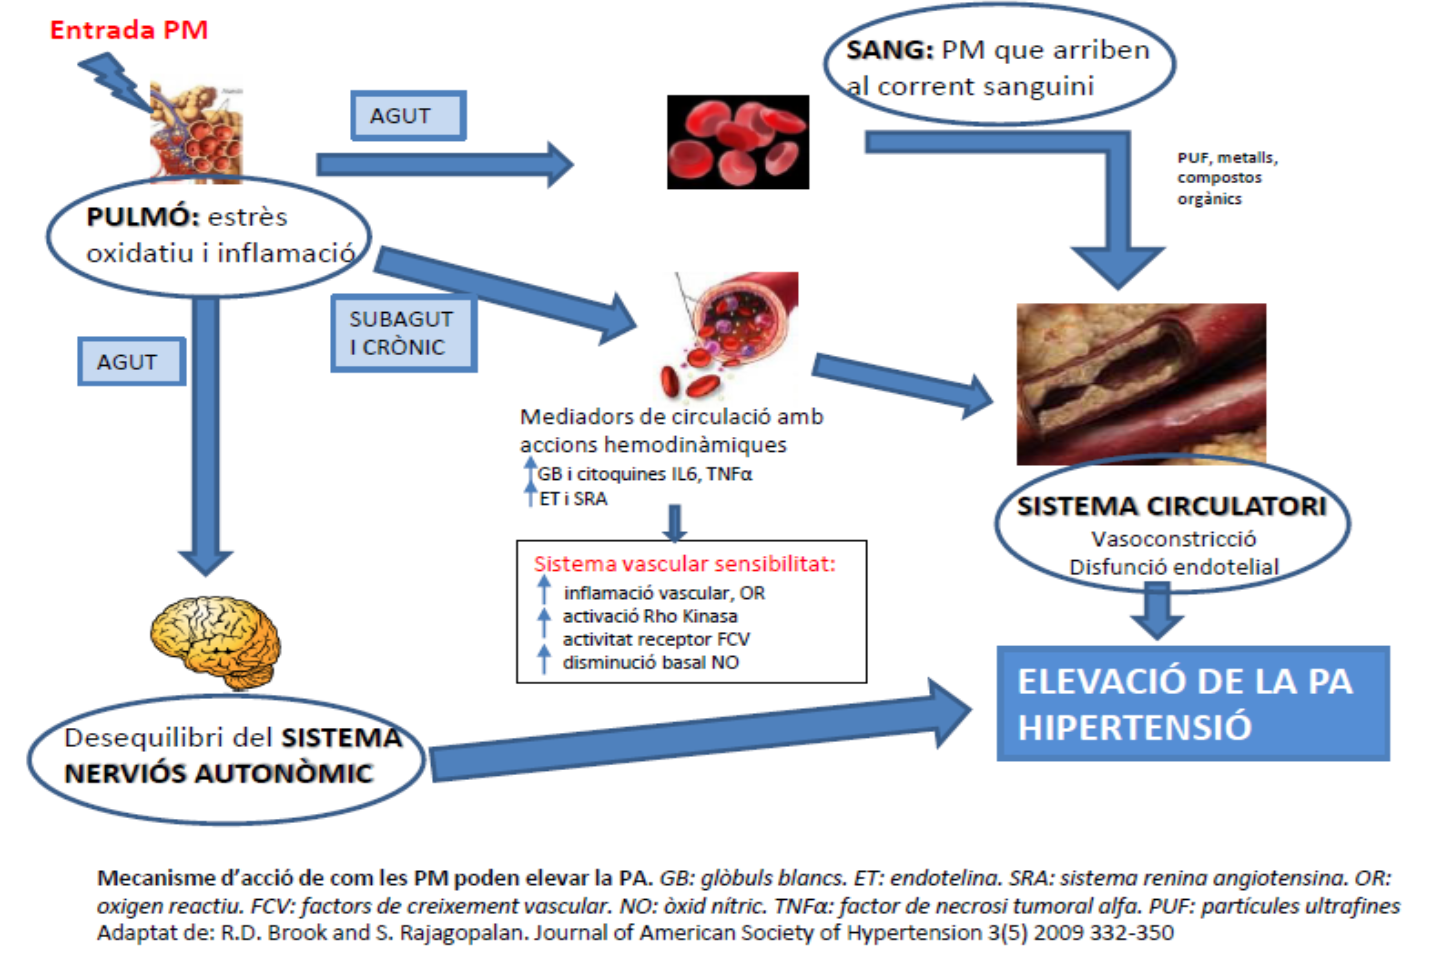 Entrada PM
AGUT
SANG: PM que arriben
al corrent sanguini
PUF, metalls,
compostos
orgànics
PULMÓ: estrès
oxidatiu i inflamació
SUBAGUT
I CRÒNIC
AGUT
Mediadors de circulació amb
accions hemodinàmiques
GB i citoquines IL6, TNFα
ET i SRA
Sistema vascular sensibilitat:
inflamació vascular, OR
activació Rho Kinasa
activitat receptor FCV
disminució basal NO
SISTEMA CIRCULATORI
Vasoconstricció
Disfunció endotelial
ELEVACIÓ DE LA PA
HIPERTENSIÓ
Desequilibri del SISTEMA
NERVIÓS AUTONÒMIC
Mecanisme d’acció de com les PM poden elevar la PA. GB: glòbuls blancs. ET: endotelina. SRA: sistema renina angiotensina. OR:
oxigen reactiu. FCV: factors de creixement vascular. NO: òxid nítric. TNFα: factor de necrosi tumoral alfa. PUF: partícules ultrafines
Adaptat de: R.D. Brook and S. Rajagopalan. Journal of American Society of Hypertension 3(5) 2009 332-350